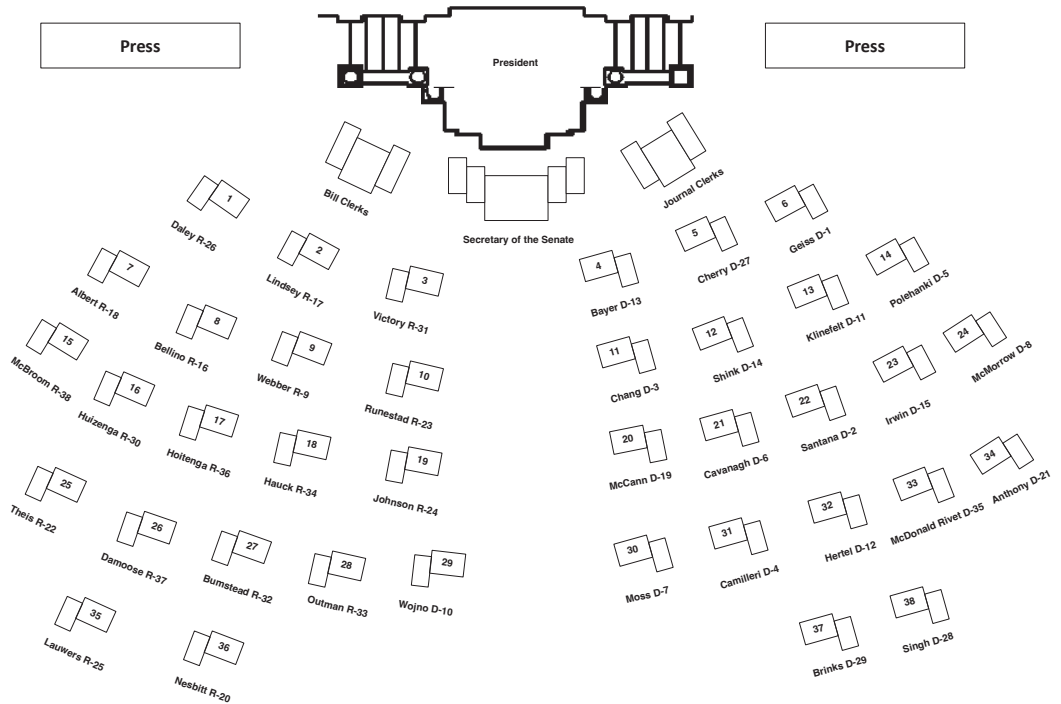 Press
President
Press
Bill Clerks
Secretary of the Senate
Journal Clerks
1
Daley R-26
2
Lindsey R-17
3
Victory R-31
4
Bayer D-13
5
Cherry D-27
6
Geiss D-1
7
Albert R-18
8
Bellino R-16
9
Webber R-9
10
Runestad R-23
11
Chang D-3
12
Shink D-14
13
Klinefelt D-11
14
Polehanki D-5
15
McBroom R-38
16
Huizenga R-30
17
Hoitenga R-36
18
Hauck R-34
19
Johnson R-24
20
McCann D-19
21
Cavanagh D-6
22
Santana D-2
23
Irwin D-15
24
McMorrow D-8
25
Theis R-22
26
Damoose R-37
27
Bumstead R-32
28
Outman R-33
29
Wojno D-10
30
Moss D-7
31
Camilleri D-4
32
Hertel D-12
33
McDonald Rivet D-35
34
Anthony D-21
35
Lauwers R-25
36
Nesbitt R-20
37
Brinks D-29
38
Singh D-28